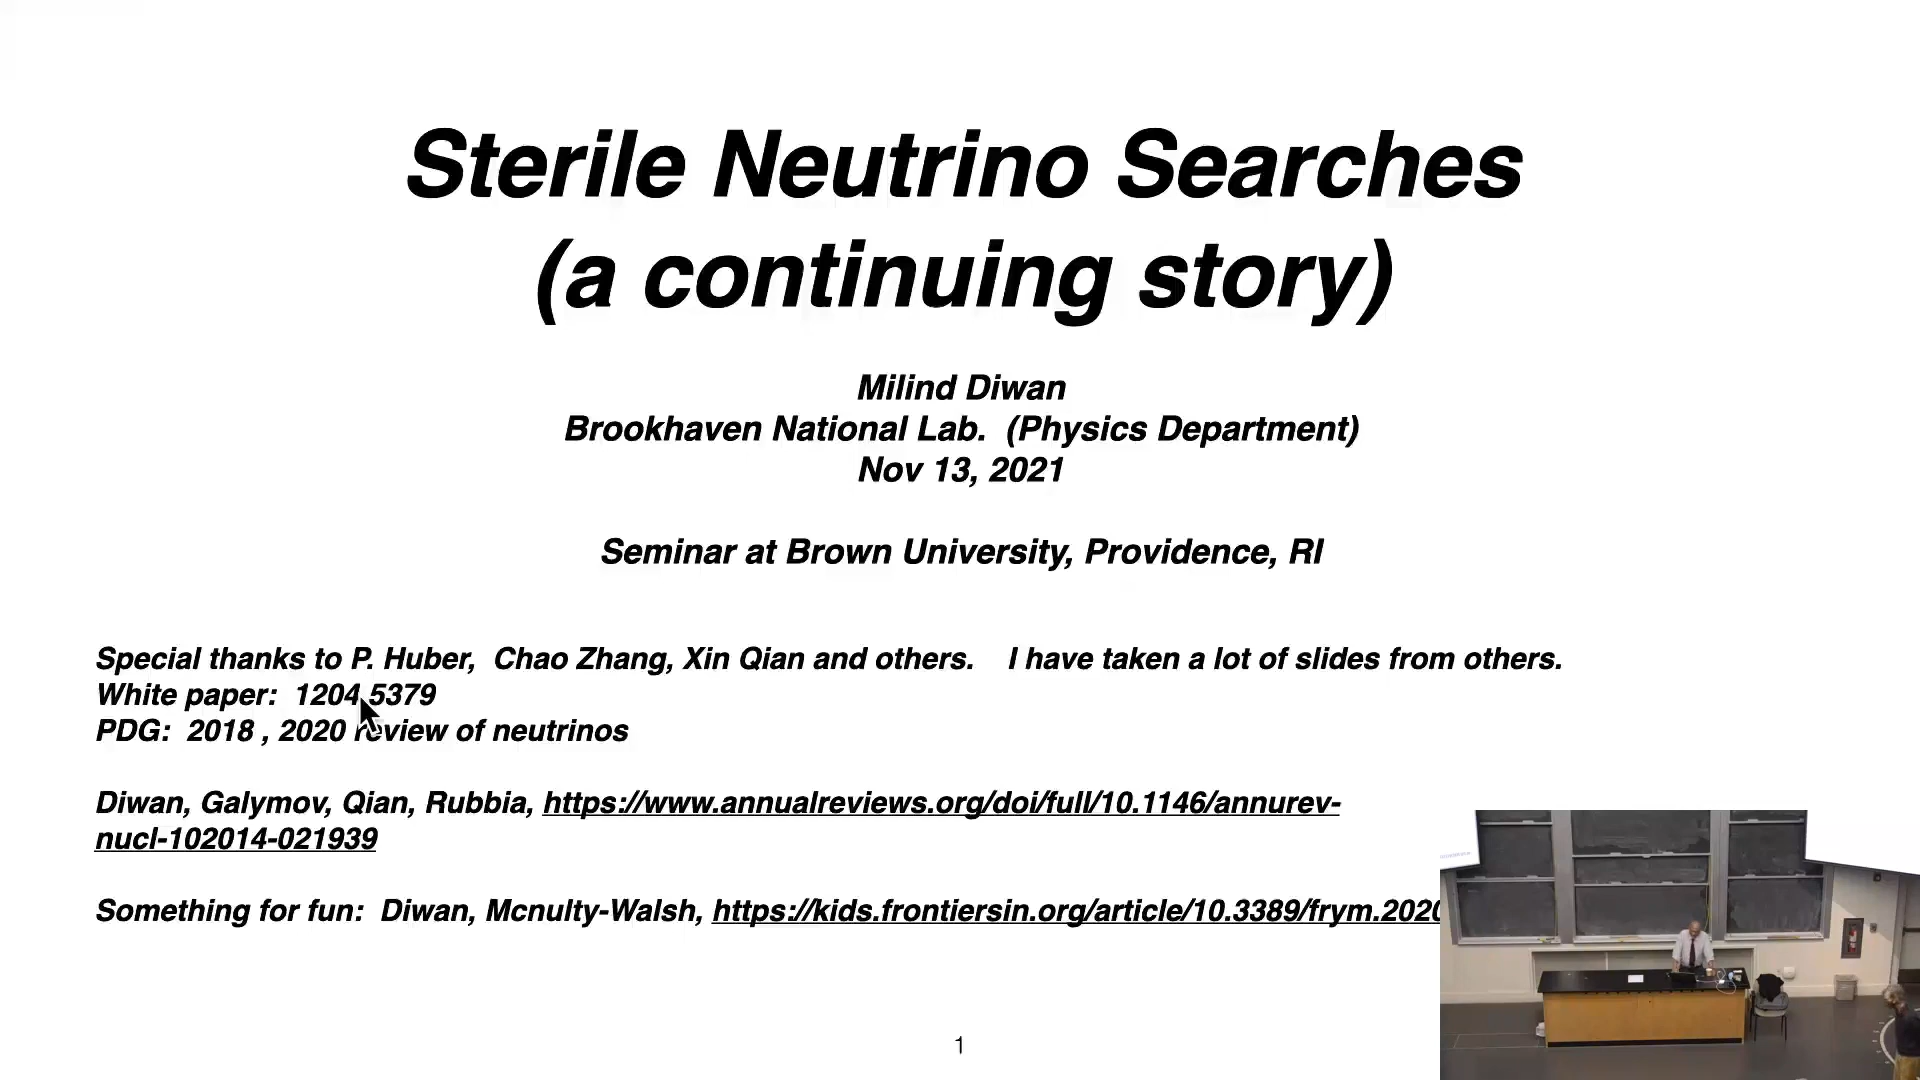 Sterile Neutrino Searches
(a continuing story)
Milind Diwan
Brookhaven National Lab. (Physics Department)
Nov 13, 2021
Seminar at Brown University, Providence, RI
Special thanks to P. Huber, Chao Zhang, Xin Qian and others. I have taken a lot of slides from others.
White paper: 1204.5379
PDG: 2018 , 2020 review of neutrinos
Diwan, Galymov, Qian, Rubbia, https://www.annualreviews.org/doi/full/10.1146/annurev-
nucl-102014-021939
Something for fun: Diwan, Mcnulty-Walsh, https://kids.frontiersin.org/article/10.3389/frym.2020
1